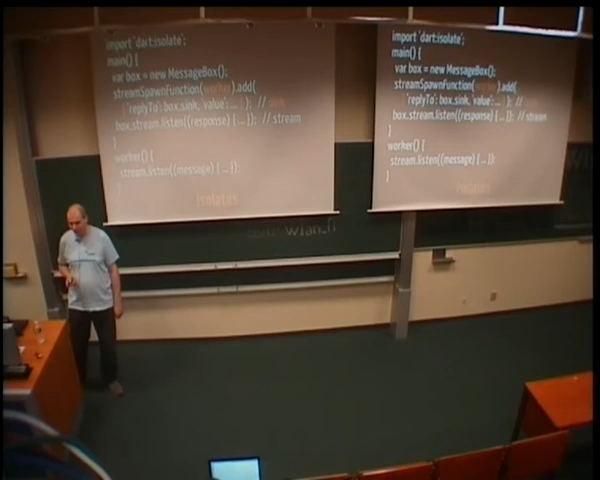 import 'dart:isolate';
main() {
var box = new MessageBox();
streamSpawnFunction(worker).add(
{ 'replyTo': box.sink, 'value': ... } ); // sink
box.stream.listen((response) { ... }); // stream
}
worker() {
stream.listen((message) { ... });
}
Isolates
import 'dart:isolate';
main() {
var box = new MessageBox();
streamSpawnFunction(worker).add(
'replyTo': box.sink, 'value': ... ); //
box.stream.listen((response) { ... }); // stream
}
worker() {
stream.listen((message) { ... });
}
Isolates